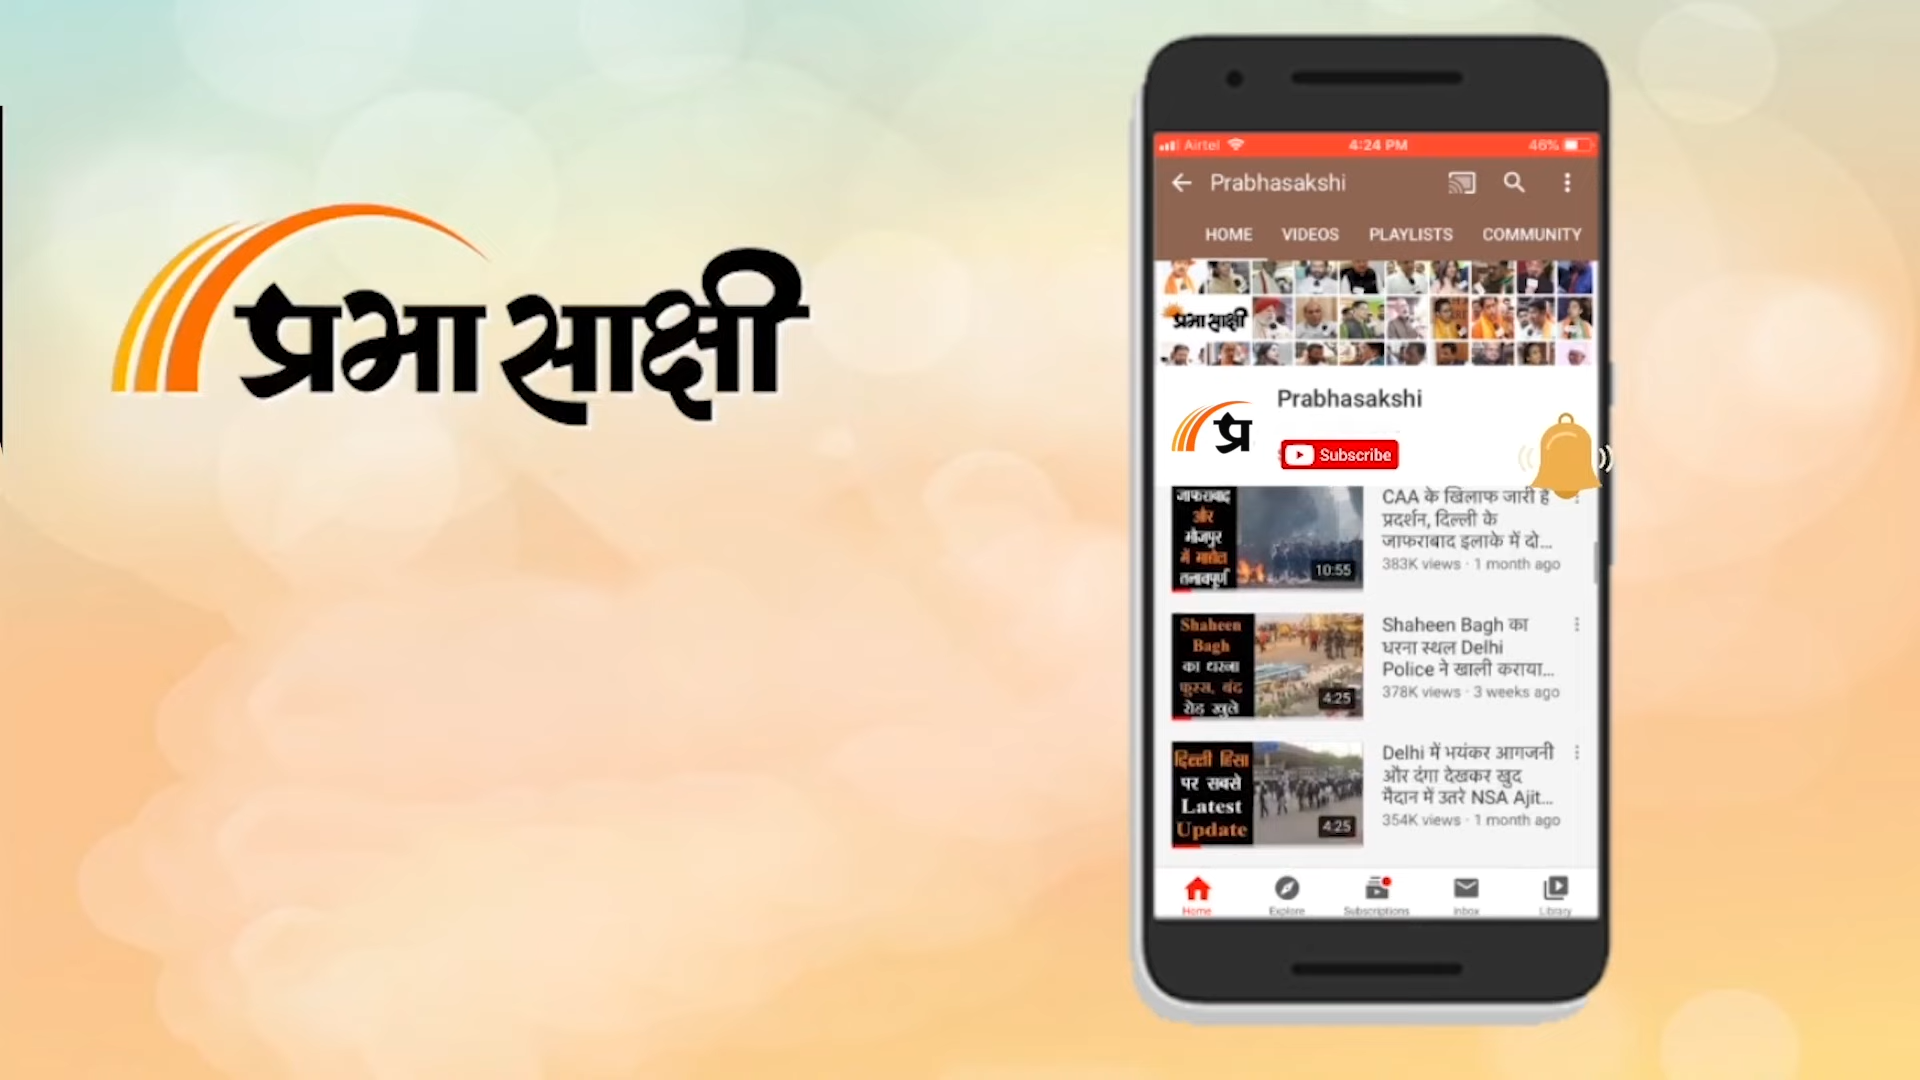 प्रभा साक्षी
Airtel 4:24 PM 46%
Prabhasakshi
HOME VIDEOS PLAYLISTS COMMUNITY
प्रभा साक्षी
Prabhasakshi
प्र
Subscribe
जाफराबाद
और
मौजपुर
में माहौल
तनावपूर्ण
10:55
CAA के खिलाफ जारी है
प्रदर्शन, दिल्ली के
जाफराबाद इलाके में दो...
383K views · 1 month ago
Shaheen
Bagh
का धरना
फुस्स, बंद
रोड़ खुले
4:25
Shaheen Bagh का
धरना स्थल Delhi
Police ने खाली कराया...
378K views · 3 weeks ago
दिल्ली हिंसा
पर सबसे
Latest
Update
4:25
Delhi में भयंकर आगजनी
और दंगा देखकर खुद
मैदान में उतरे NSA Ajit...
354K views · 1 month ago
Home Explore Subscriptions Inbox Library